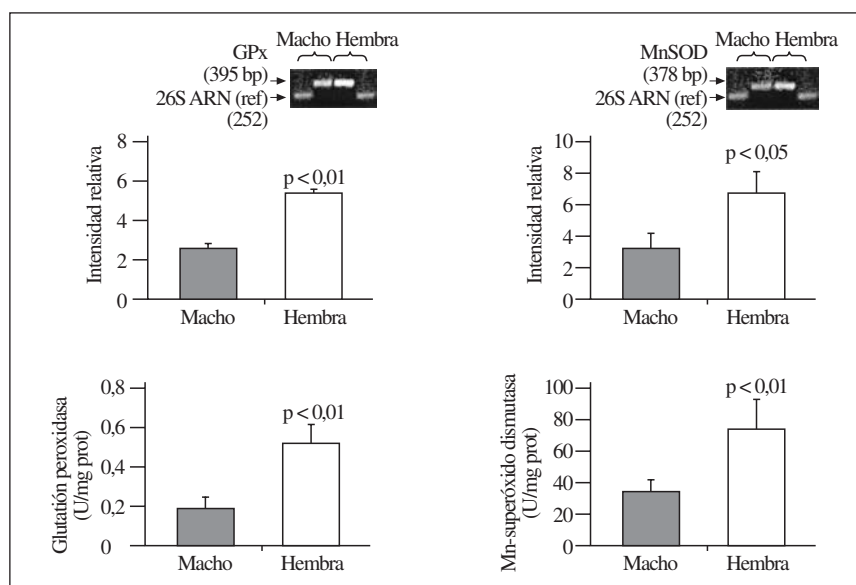 GPx
(395 bp)
26S ARN (ref)
(252)
Macho Hembra
Intensidad relativa
8
6
4
2
0
p < 0,01
Macho
Hembra
MnSOD
(378 bp)
26S ARN (ref)
(252)
Macho Hembra
Intensidad relativa
10
8
6
4
2
0
p < 0,05
Macho
Hembra
Glutatión peroxidasa
(U/mg prot)
0,8
0,6
0,4
0,2
0
p < 0,01
Macho
Hembra
Mn-superóxido dismutasa
(U/mg prot)
100
80
60
40
20
0
p < 0,01
Macho
Hembra